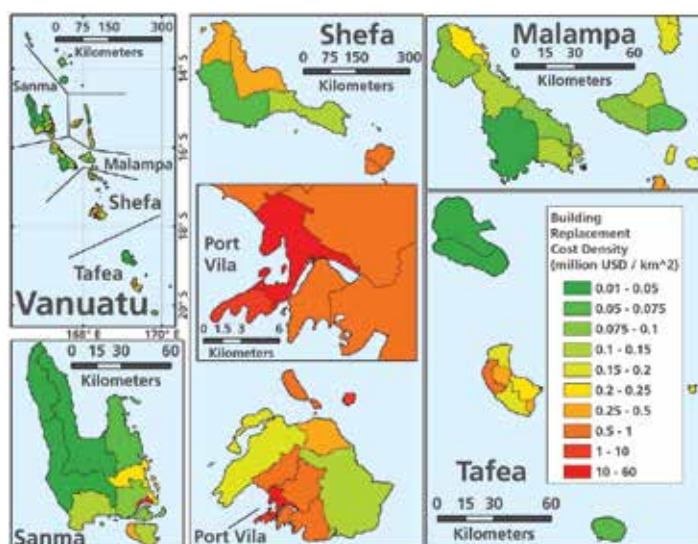 0 75 150 300
Kilometers
14° S
Sanma
16° S
Malampa
Shefa
18° S
Tafea
Vanuatu
20° S
168° E 170° E
Shefa
0 30 60
Kilometers
Port
Vila
0 1.5 3 6
Kilometers
Port Vila
Malampa
0 15 30 60
Kilometers
Building
Replacement
Cost Density
(million USD / km^2)
0.01 - 0.05
0.05 - 0.075
0.075 - 0.1
0.1 - 0.15
0.15 - 0.2
0.2 - 0.25
0.25 - 0.5
0.5 - 1
1 - 10
10 - 60
Tafea
0 15 30 60
Kilometers
0 15 30 60
Kilometers
Sanma